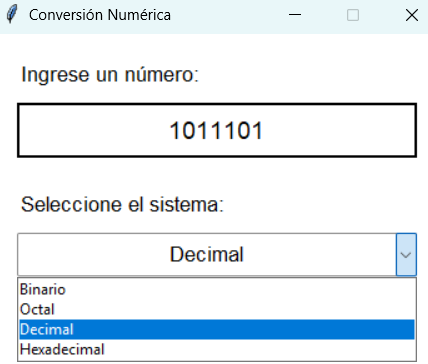 Conversión Numérica
Ingrese un número:
1011101
Seleccione el sistema:
Decimal
Binario
Octal
Decimal
Hexadecimal